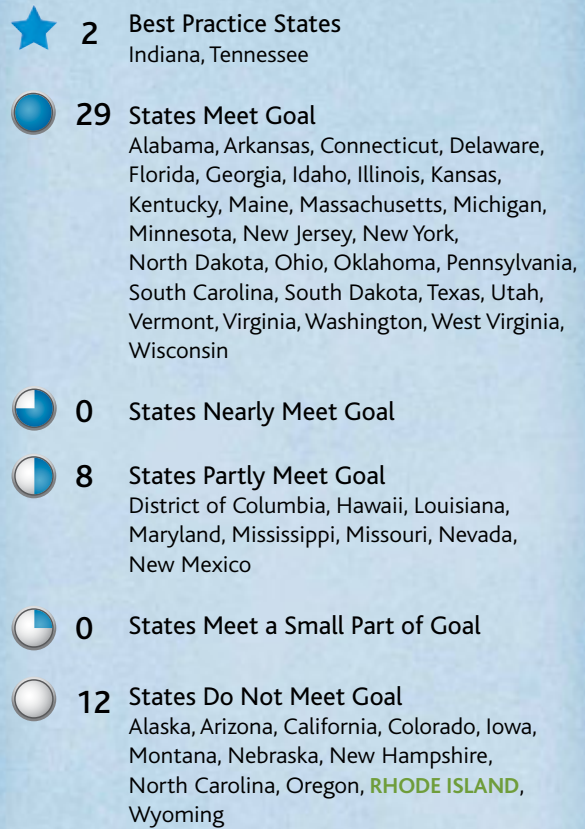 2 Best Practice States
Indiana, Tennessee
29 States Meet Goal
Alabama, Arkansas, Connecticut, Delaware,
Florida, Georgia, Idaho, Illinois, Kansas,
Kentucky, Maine, Massachusetts, Michigan,
Minnesota, New Jersey, New York,
North Dakota, Ohio, Oklahoma, Pennsylvania,
South Carolina, South Dakota, Texas, Utah,
Vermont, Virginia, Washington, West Virginia,
Wisconsin
0 States Nearly Meet Goal
8 States Partly Meet Goal
District of Columbia, Hawaii, Louisiana,
Maryland, Mississippi, Missouri, Nevada,
New Mexico
0 States Meet a Small Part of Goal
12 States Do Not Meet Goal
Alaska, Arizona, California, Colorado, Iowa,
Montana, Nebraska, New Hampshire,
North Carolina, Oregon, RHODE ISLAND,
Wyoming